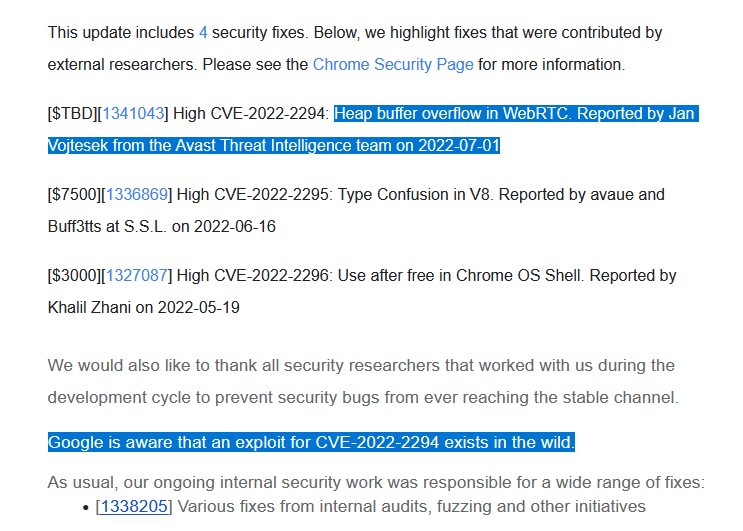 This update includes 4 security fixes. Below, we highlight fixes that were contributed by
external researchers. Please see the Chrome Security Page for more information.
[$TBD][1341043] High CVE-2022-2294: Heap buffer overflow in WebRTC. Reported by Jan
Vojtesek from the Avast Threat Intelligence team on 2022-07-01
[$7500][1336869] High CVE-2022-2295: Type Confusion in V8. Reported by avaue and
Buff3tts at S.S.L. on 2022-06-16
[$3000][1327087] High CVE-2022-2296: Use after free in Chrome OS Shell. Reported by
Khalil Zhani on 2022-05-19
We would also like to thank all security researchers that worked with us during the
development cycle to prevent security bugs from ever reaching the stable channel.
Google is aware that an exploit for CVE-2022-2294 exists in the wild.
As usual, our ongoing internal security work was responsible for a wide range of fixes:
• [1338205] Various fixes from internal audits, fuzzing and other initiatives